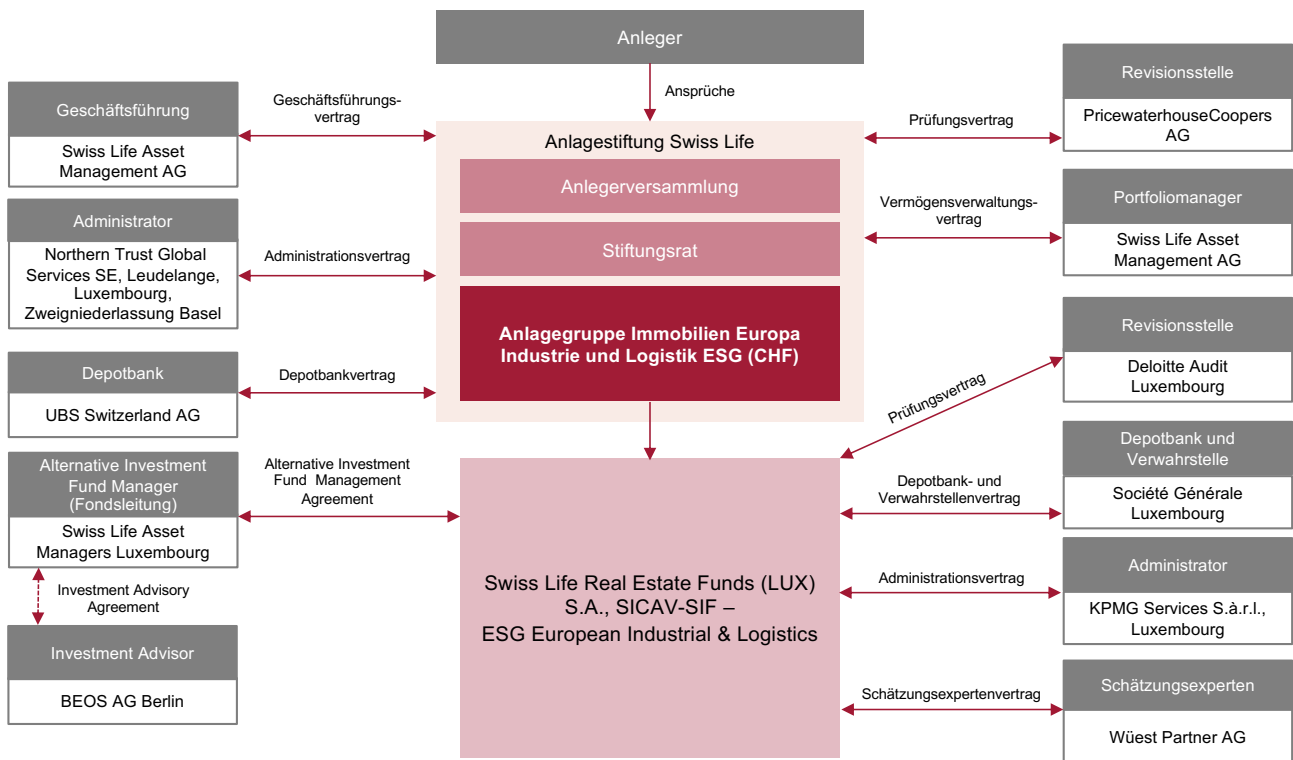 Anleger
Ansprüche
Geschäftsführung
Swiss Life Asset
Management AG
Geschäftsführungs-
vertrag
Administrator
Northern Trust Global
Services SE, Leudelange,
Luxembourg,
Zweigniederlassung Basel
Administrationsvertrag
Depotbank
UBS Switzerland AG
Depotbankvertrag
Alternative Investment
Fund Manager
(Fondsleitung)
Swiss Life Asset
Managers Luxembourg
Alternative Investment
Fund Management
Agreement
Investment Advisory
Agreement
Investment Advisor
BEOS AG Berlin
Anlagestiftung Swiss Life
Anlegerversammlung
Stiftungsrat
Anlagegruppe Immobilien Europa
Industrie und Logistik ESG (CHF)
Swiss Life Real Estate Funds (LUX)
S.A., SICAV-SIF –
ESG European Industrial & Logistics
Prüfungsvertrag
Revisionsstelle
PricewaterhouseCoopers
AG
Vermögensverwaltungs-
vertrag
Portfoliomanager
Swiss Life Asset
Management AG
Prüfungsvertrag
Revisionsstelle
Deloitte Audit
Luxembourg
Depotbank- und
Verwahrstellenvertrag
Depotbank und
Verwahrstelle
Société Générale
Luxembourg
Administrationsvertrag
Administrator
KPMG Services S.à.r.l.,
Luxembourg
Schätzungsexpertenvertrag
Schätzungsexperten
Wüest Partner AG